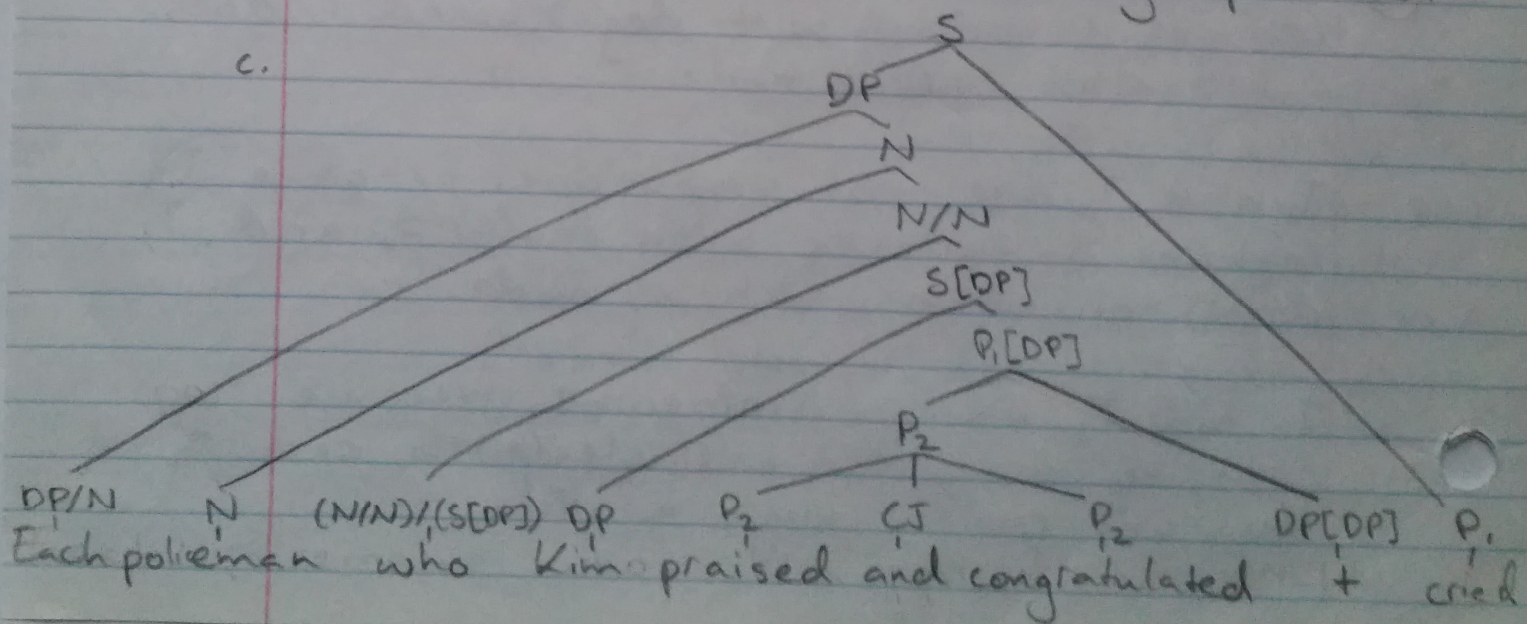 S
c.
DP
N
N/N
S[DP]
P₁[DP]
P₂
DP/N N (N/N)/(S[DP]) DP P₂ CJ P₂ DP[DP] P₁
Each policeman who Kim praised and congratulated t cried